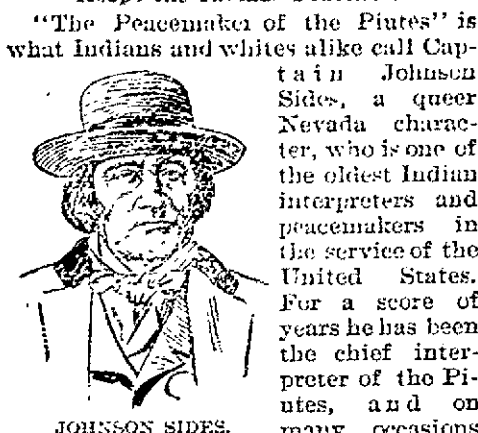 "The Peacemaker of the Piutes" is
what Indians and whites alike call Cap-
tain Johnson
Sides, a queer
Nevada charac-
ter, who is one of
the oldest Indian
interpreters and
peacemakers in
the service of the
United States.
For a score of
years he has been
the chief inter-
preter of the Pi-
utes, and on
many occasions
JOHNSON SIDES.